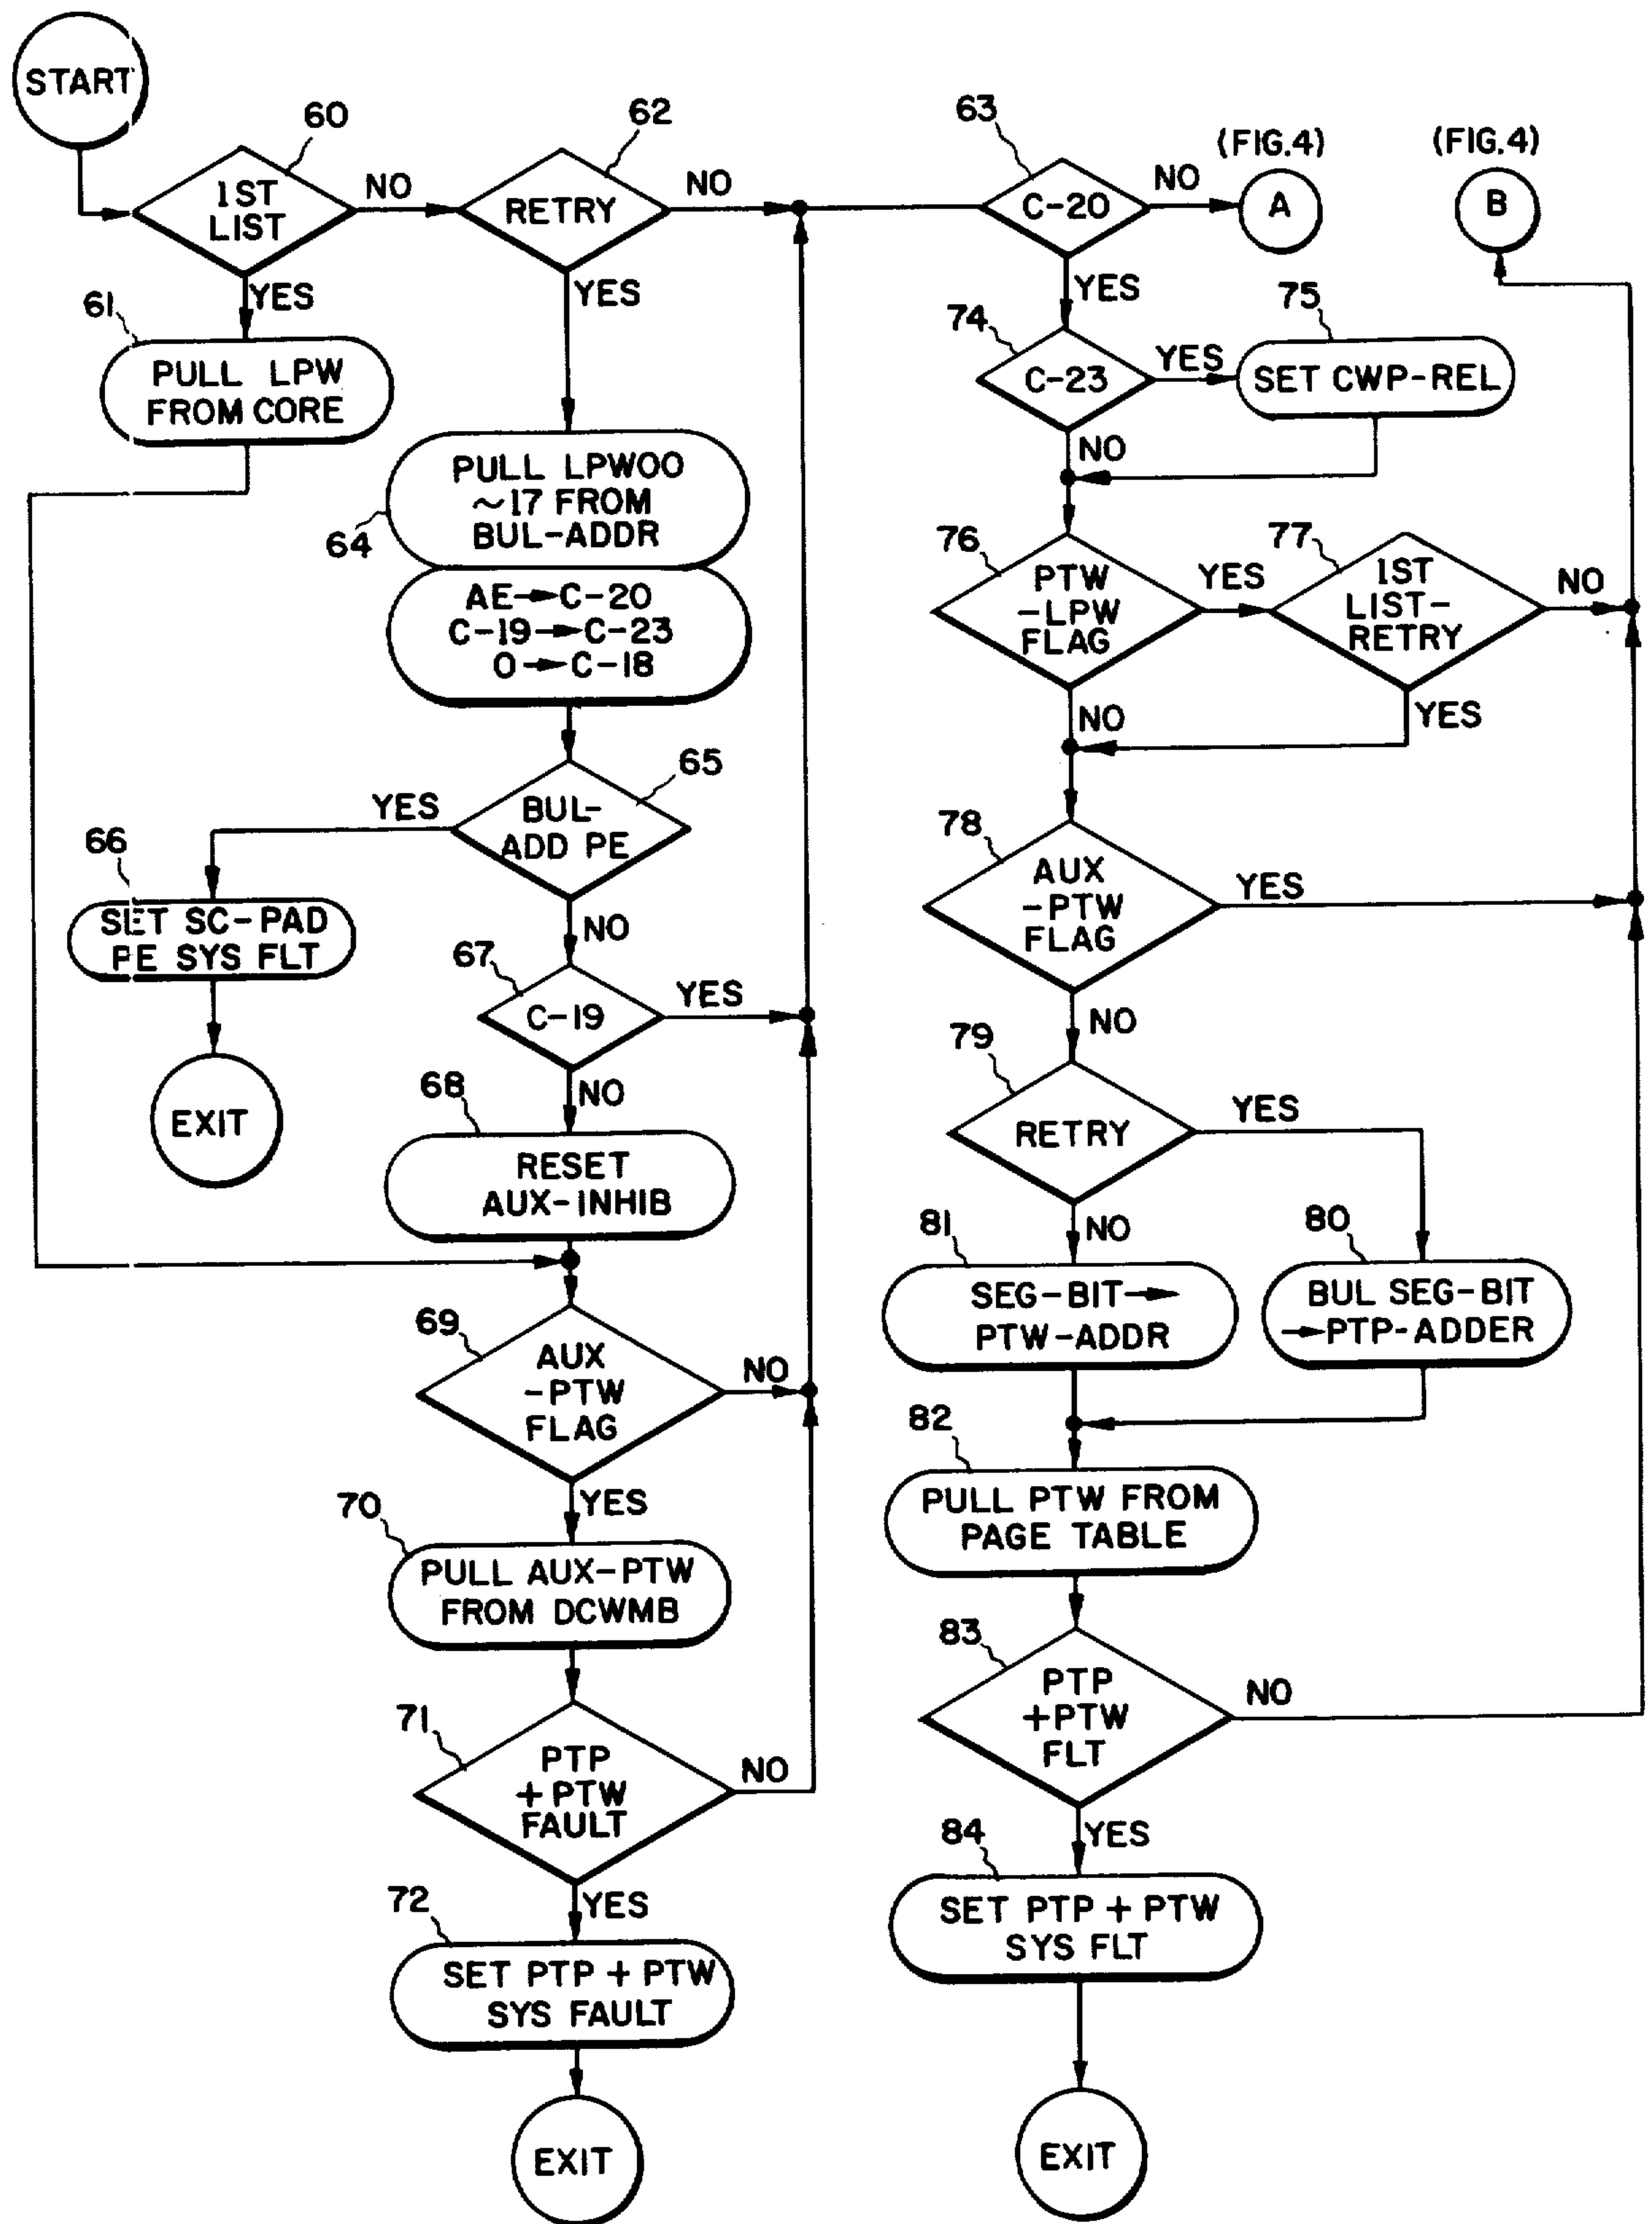 START
60
1ST
LIST
NO
YES
61
PULL LPW
FROM CORE
62
RETRY
NO
YES
PULL LPW00
~17 FROM
BUL-ADDR
64
AE→C-20
C-19→C-23
0→C-18
65
BUL-
ADD PE
YES
NO
66
SET SC-PAD
PE SYS FLT
EXIT
67
C-19
YES
NO
68
RESET
AUX-INHIB
69
AUX
-PTW
FLAG
NO
YES
70
PULL AUX-PTW
FROM DCWMB
71
PTP
+PTW
FAULT
NO
YES
72
SET PTP + PTW
SYS FAULT
EXIT
63
C-20
NO
(FIG.4)
A
(FIG.4)
B
YES
74
C-23
YES
75
SET CWP-REL
NO
76
PTW
-LPW
FLAG
YES
77
1ST
LIST-
RETRY
NO
NO
YES
78
AUX
-PTW
FLAG
YES
NO
79
RETRY
YES
NO
81
SEG-BIT→
PTW-ADDR
80
BUL SEG-BIT
→PTP-ADDER
82
PULL PTW FROM
PAGE TABLE
83
PTP
+PTW
FLT
NO
YES
84
SET PTP + PTW
SYS FLT
EXIT